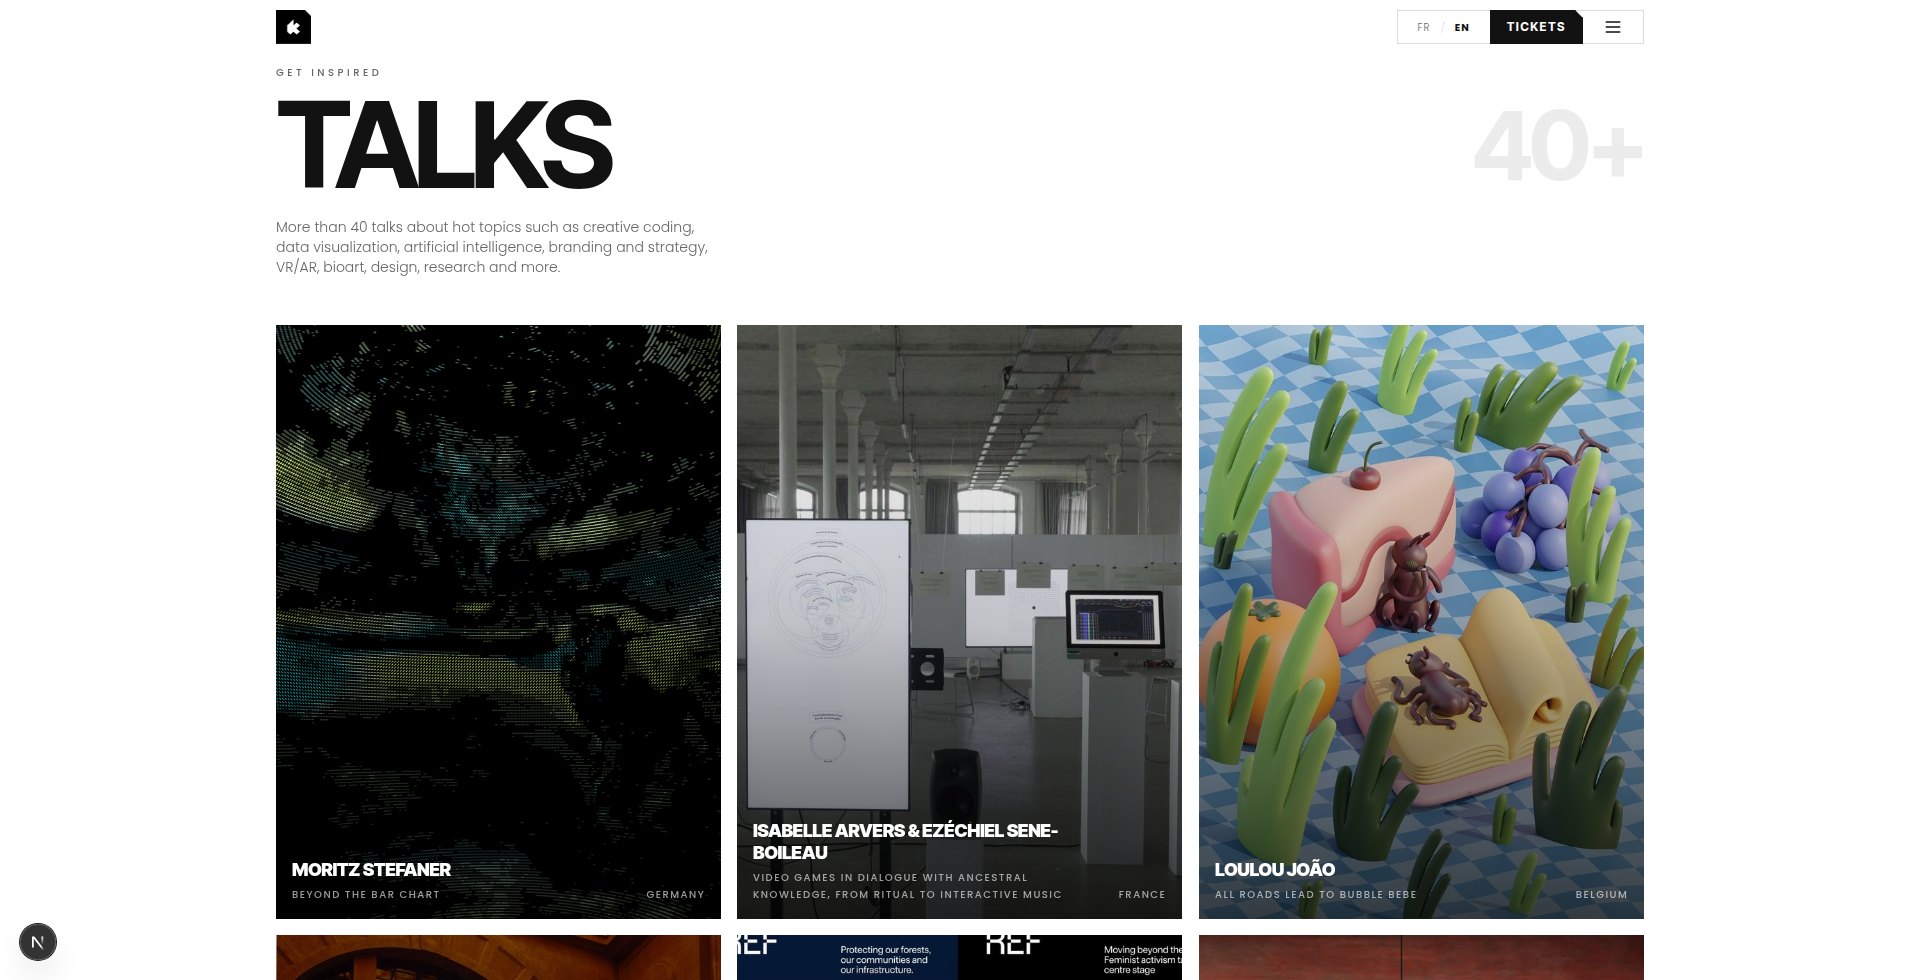 FR / EN
TICKETS
GET INSPIRED
TALKS
40+
More than 40 talks about hot topics such as creative coding,
data visualization, artificial intelligence, branding and strategy,
VR/AR, bioart, design, research and more.
MORITZ STEFANER
BEYOND THE BAR CHART
GERMANY
ISABELLE ARVERS & EZÉCHIEL SENE-
BOILEAU
VIDEO GAMES IN DIALOGUE WITH ANCESTRAL
KNOWLEDGE, FROM RITUAL TO INTERACTIVE MUSIC
FRANCE
LOULOU JOÃO
ALL ROADS LEAD TO BUBBLE BEBE
BELGIUM
N
REF
Protecting our forests,
our communities and
our infrastructure.
REF
Moving beyond the
Feminist activism
centre stage